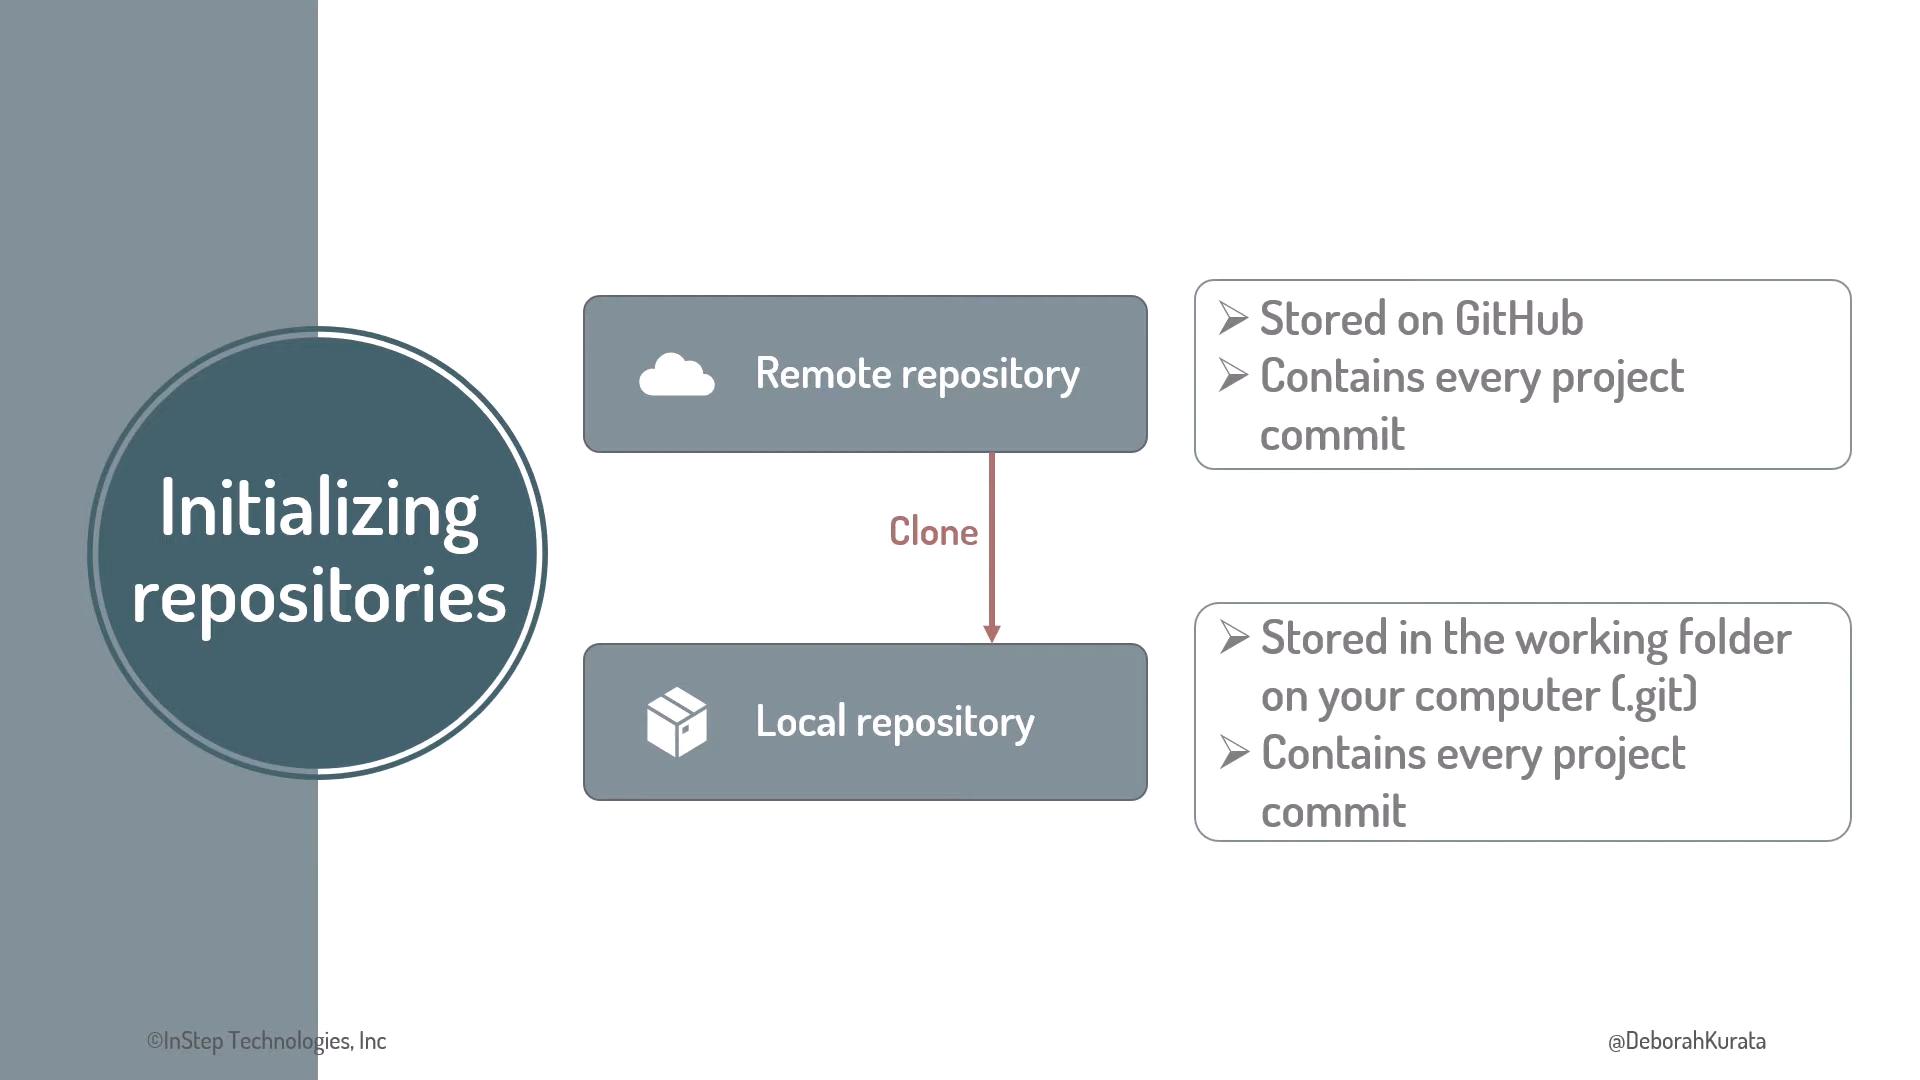 Initializing
repositories
Remote repository
➢ Stored on GitHub
➢ Contains every project
commit
Clone
Local repository
➢ Stored in the working folder
on your computer (.git)
➢ Contains every project
commit
©InStep Technologies, Inc
@DeborahKurata